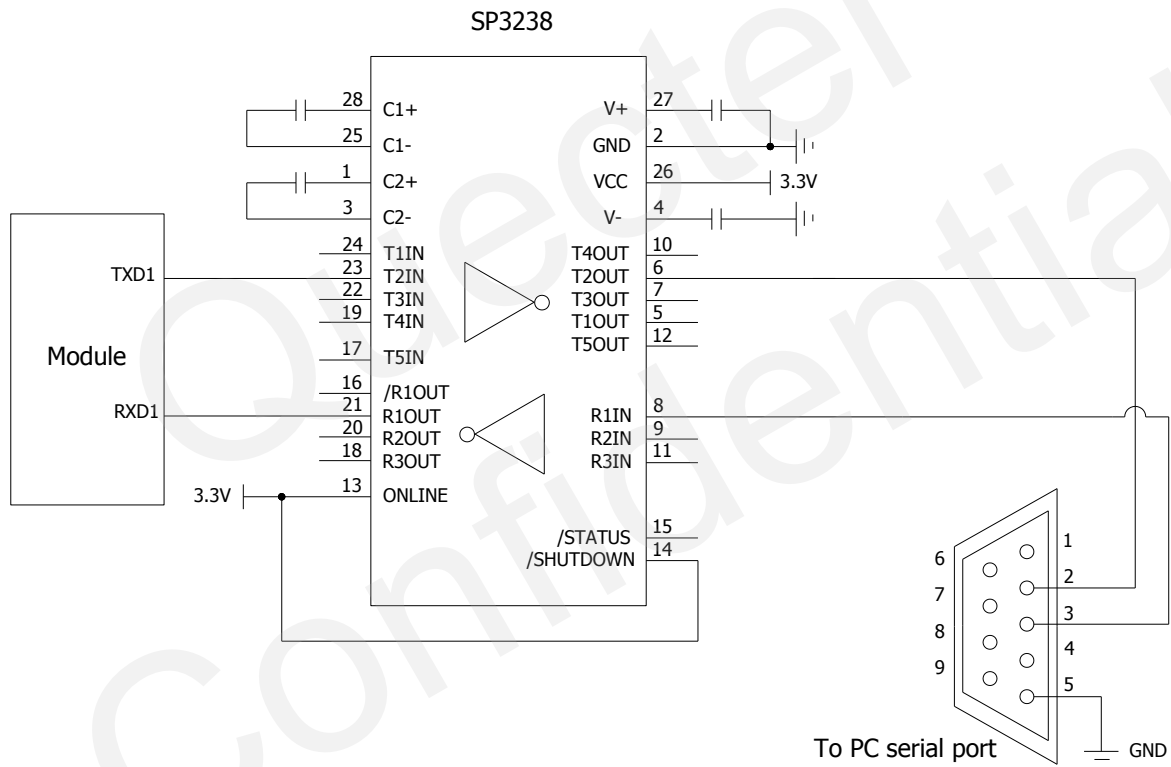 SP3238
28 C1+ V+ 27
25 C1- GND 2
1 C2+ VCC 26 3.3V
3 C2- V- 4
24 T1IN T4OUT 10
TXD1 23 T2IN T2OUT 6
22 T3IN T3OUT 7
19 T4IN T1OUT 5
17 T5IN T5OUT 12
Module
16 /R1OUT
RXD1 21 R1OUT R1IN 8
20 R2OUT R2IN 9
18 R3OUT R3IN 11
3.3V 13 ONLINE
/STATUS 15
/SHUTDOWN 14
1
6
2
7
3
8
4
9
5
To PC serial port GND
Quectel
Confidential